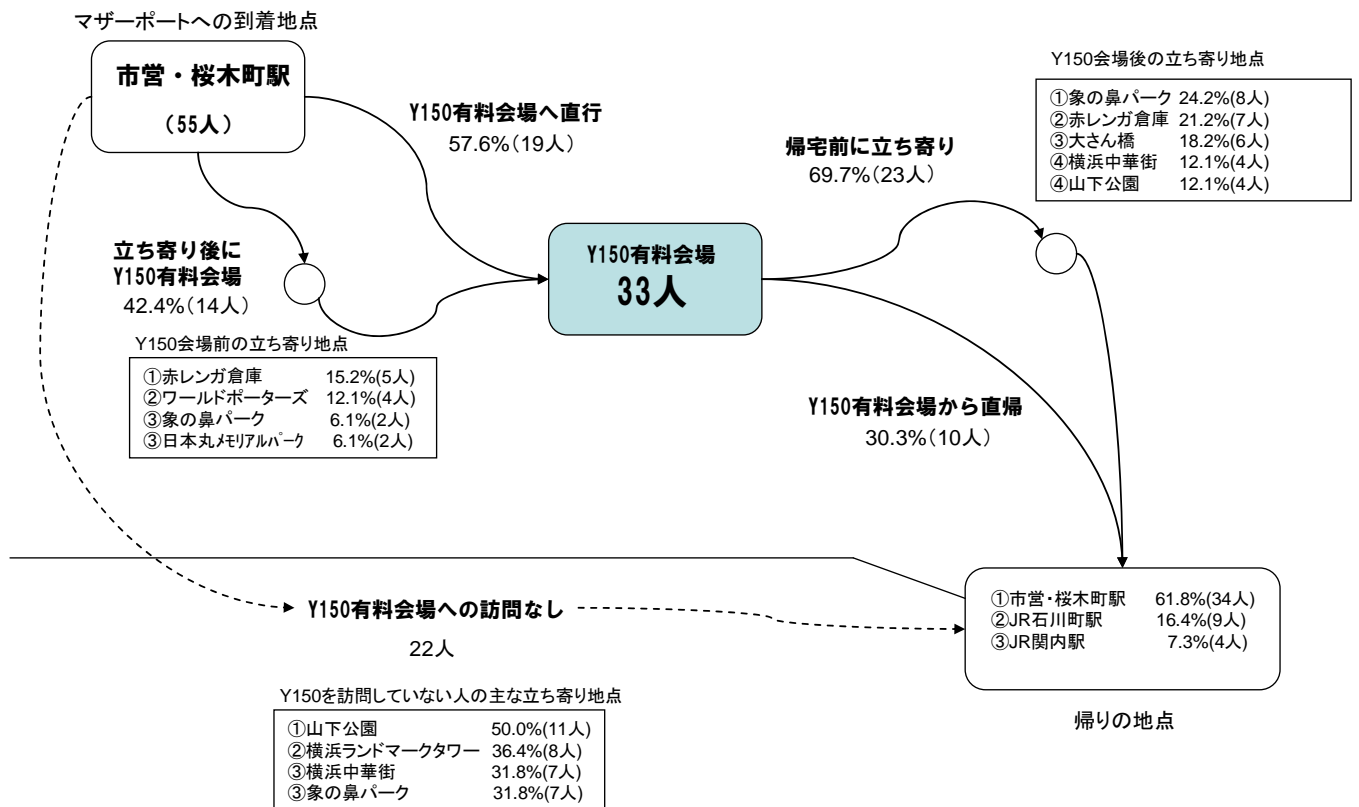 マザーポートへの到着地点
市営・桜木町駅
(55人)
Y150有料会場へ直行
57.6%(19人)
立ち寄り後に
Y150有料会場
42.4%(14人)
Y150会場前の立ち寄り地点
①赤レンガ倉庫 15.2%(5人)
②ワールドポーターズ 12.1%(4人)
③象の鼻パーク 6.1%(2人)
③日本丸メモリアルパーク 6.1%(2人)
Y150有料会場
33人
帰宅前に立ち寄り
69.7%(23人)
Y150会場後の立ち寄り地点
①象の鼻パーク 24.2%(8人)
②赤レンガ倉庫 21.2%(7人)
③大さん橋 18.2%(6人)
④横浜中華街 12.1%(4人)
④山下公園 12.1%(4人)
Y150有料会場から直帰
30.3%(10人)
Y150有料会場への訪問なし
22人
Y150を訪問していない人の主な立ち寄り地点
①山下公園 50.0%(11人)
②横浜ランドマークタワー 36.4%(8人)
③横浜中華街 31.8%(7人)
③象の鼻パーク 31.8%(7人)
①市営・桜木町駅 61.8%(34人)
②JR石川町駅 16.4%(9人)
③JR関内駅 7.3%(4人)
帰りの地点